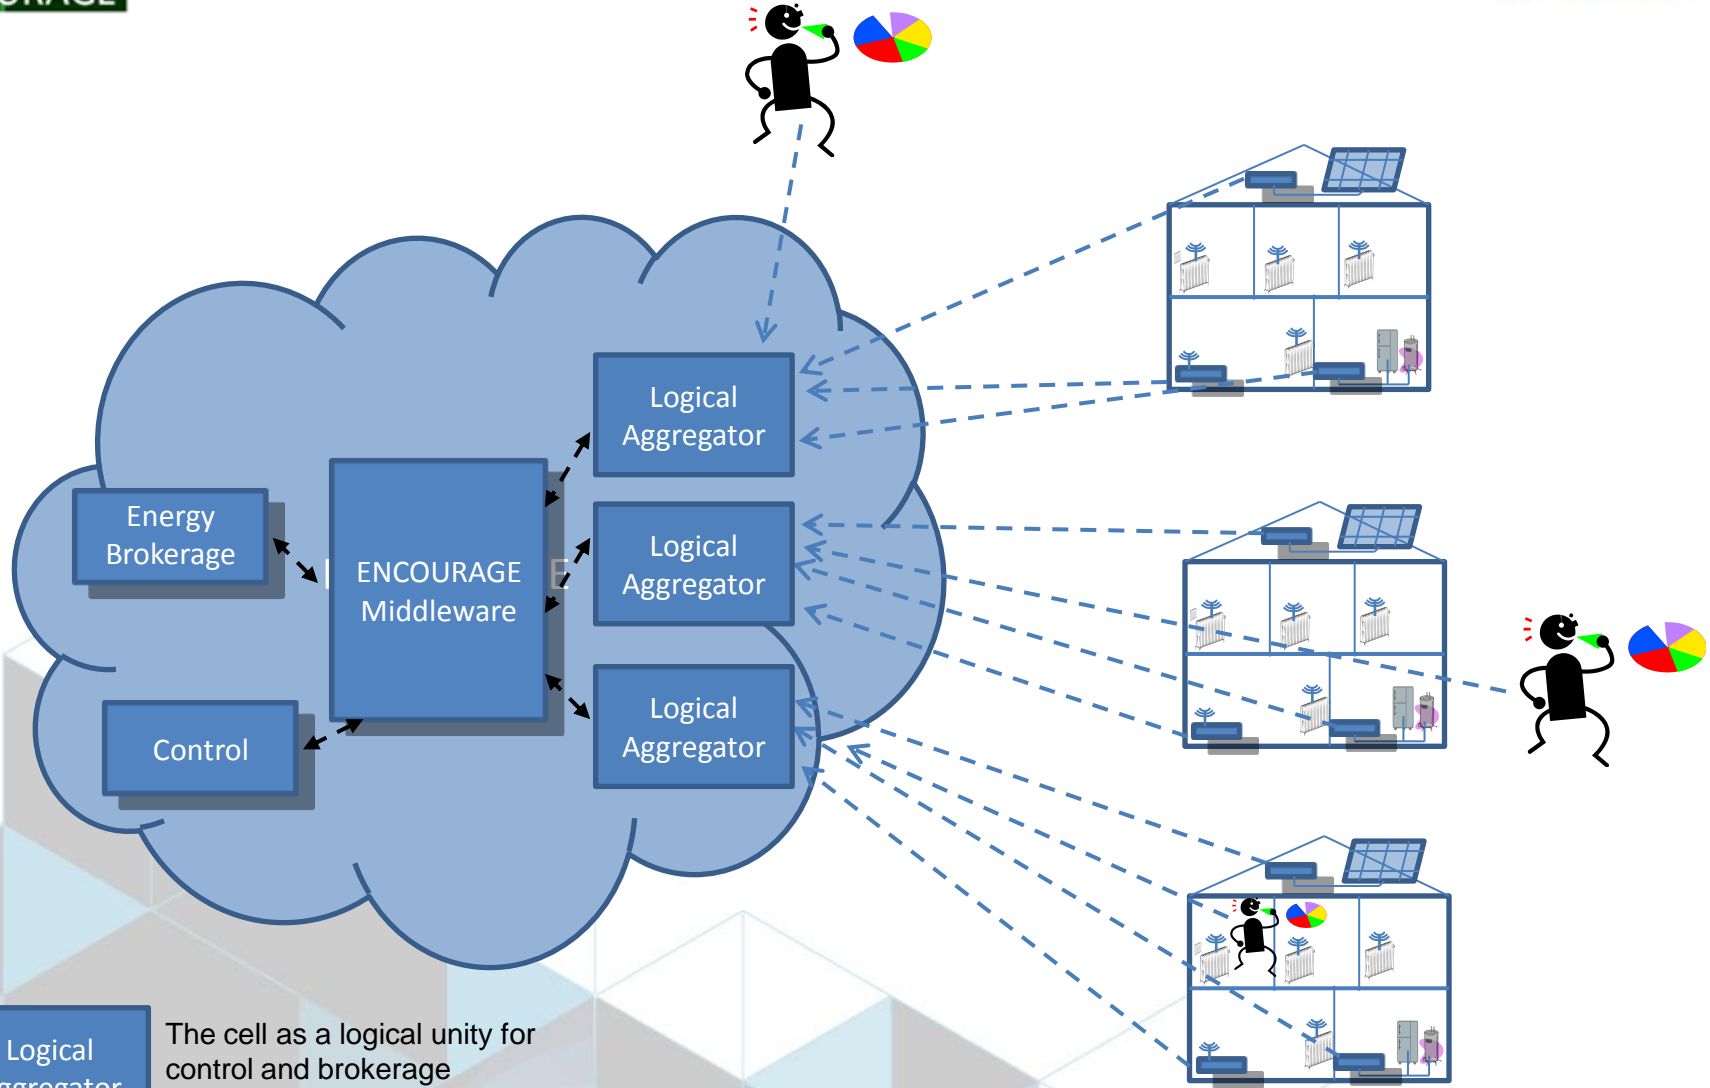 Logical
Aggregator
Energy
Brokerage
ENCOURAGE
Middleware
E
Logical
Aggregator
Control
Logical
Aggregator
Logical
The cell as a logical unity for
control and brokerage